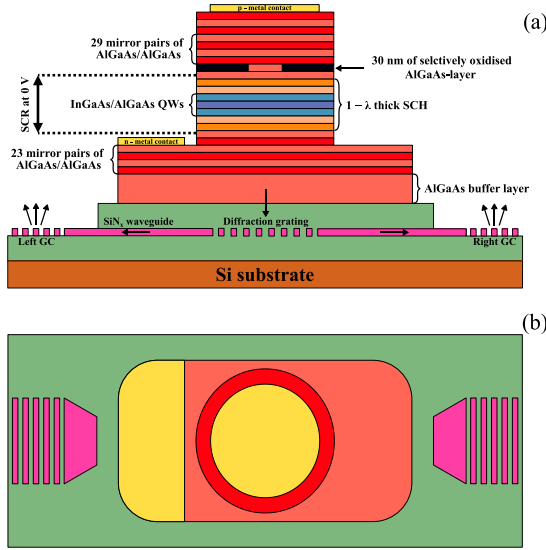 p - metal contact
(a)
29 mirror pairs of
AlGaAs/AlGaAs
30 nm of selctively oxidised
AlGaAs-layer
SCR at 0 V
InGaAs/AlGaAs QWs
1 - λ thick SCH
n - metal contact
23 mirror pairs of
AlGaAs/AlGaAs
AlGaAs buffer layer
SiNx waveguide
Diffraction grating
Left GC
Right GC
Si substrate
(b)